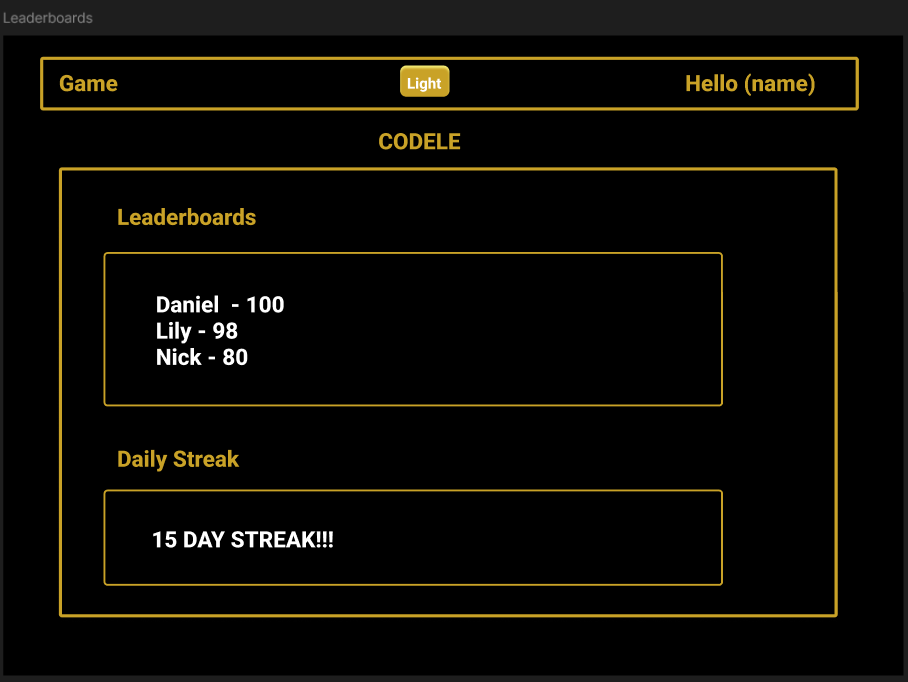 Leaderboards
Game
Light
Hello (name)
CODELE
Leaderboards
Daniel  - 100
Lily - 98
Nick - 80
Daily Streak
15 DAY STREAK!!!